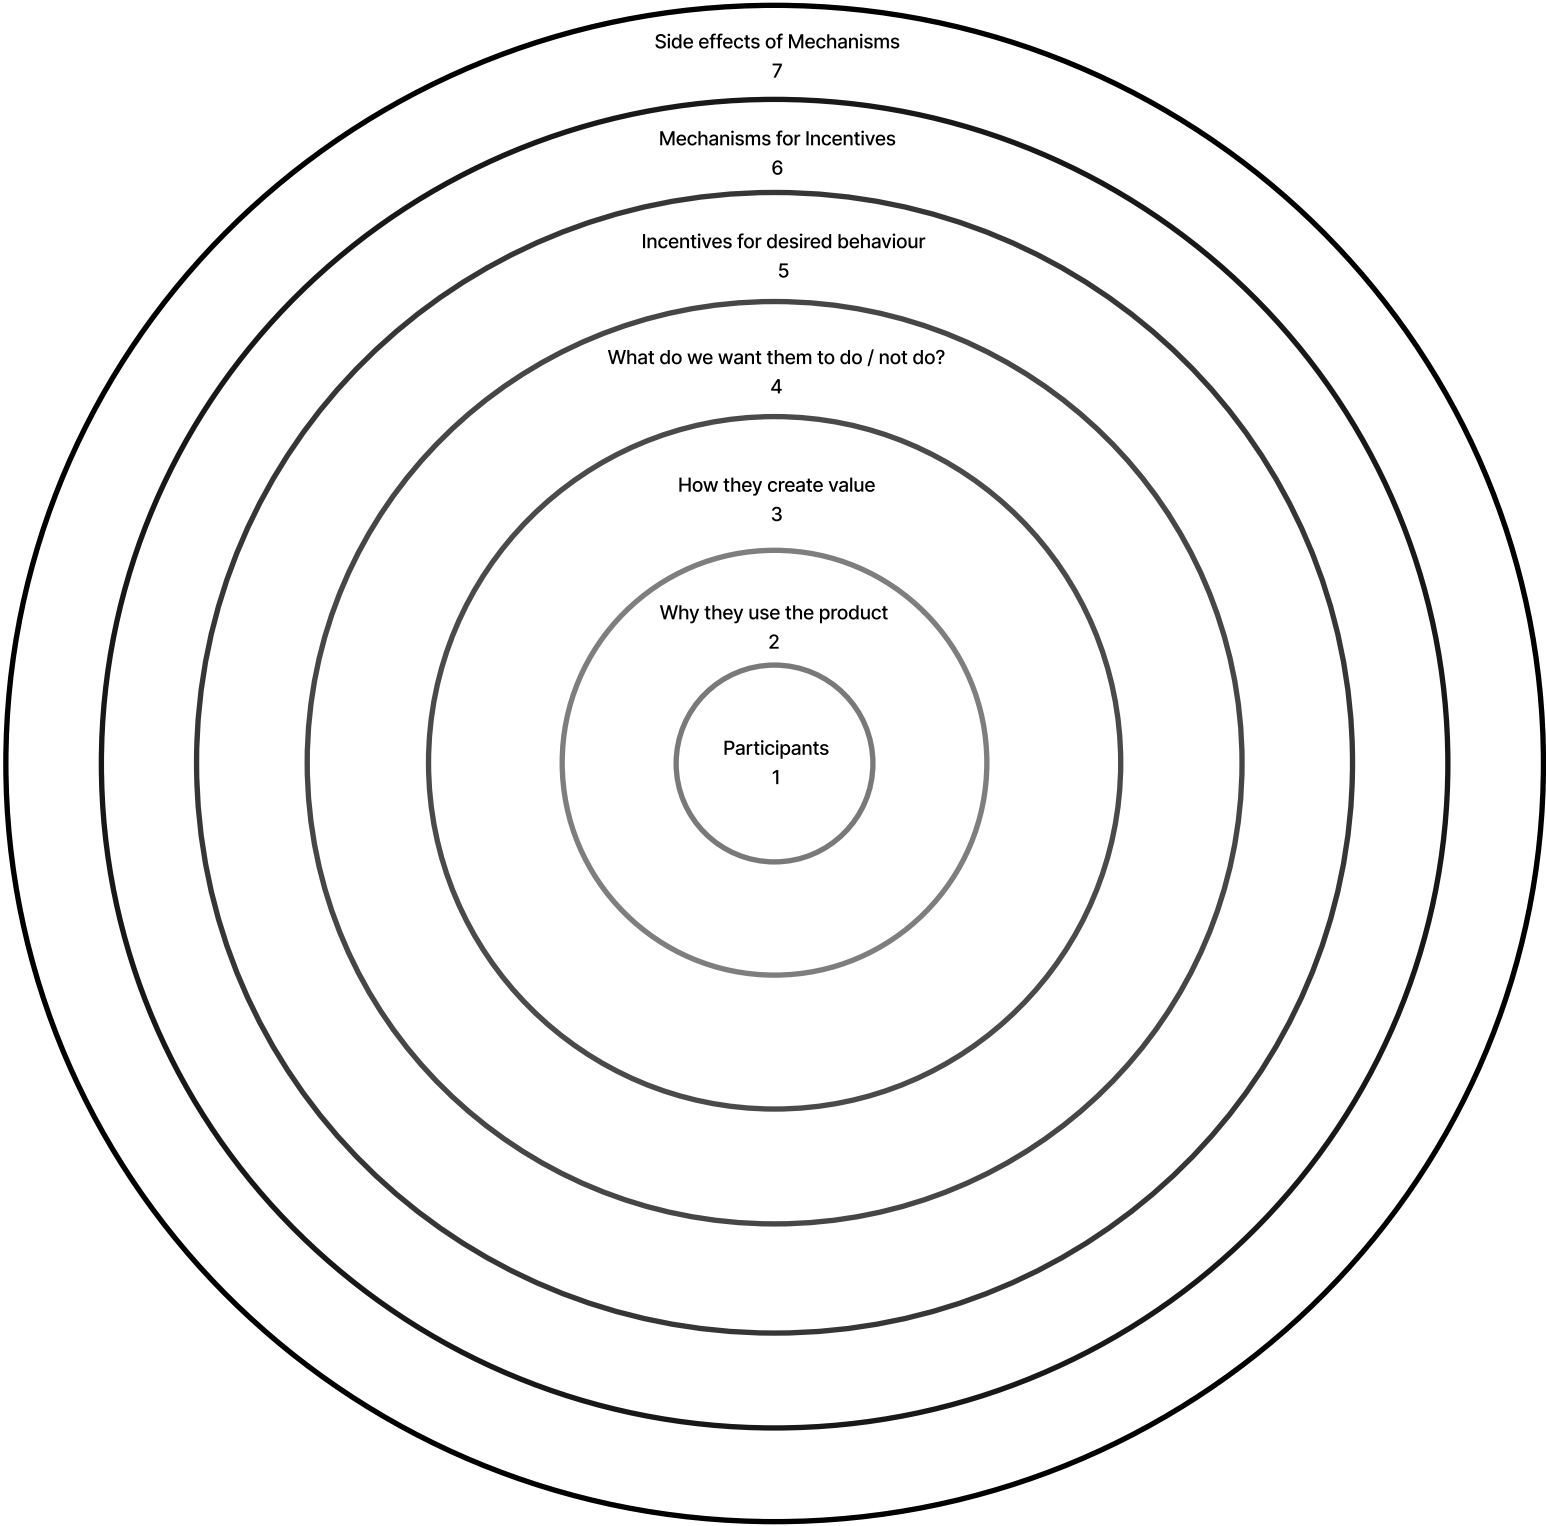 Side effects of Mechanisms
7
Mechanisms for Incentives
6
Incentives for desired behaviour
5
What do we want them to do / not do?
4
How they create value
3
Why they use the product
2
Participants
1